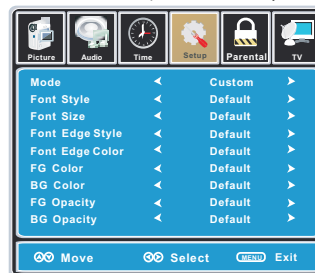 Picture Audio Time Setup Parental TV
Mode Custom
Font Style Default
Font Size Default
Font Edge Style Default
Font Edge Color Default
FG Color Default
BG Color Default
FG Opacity Default
BG Opacity Default
Move Select MENU Exit